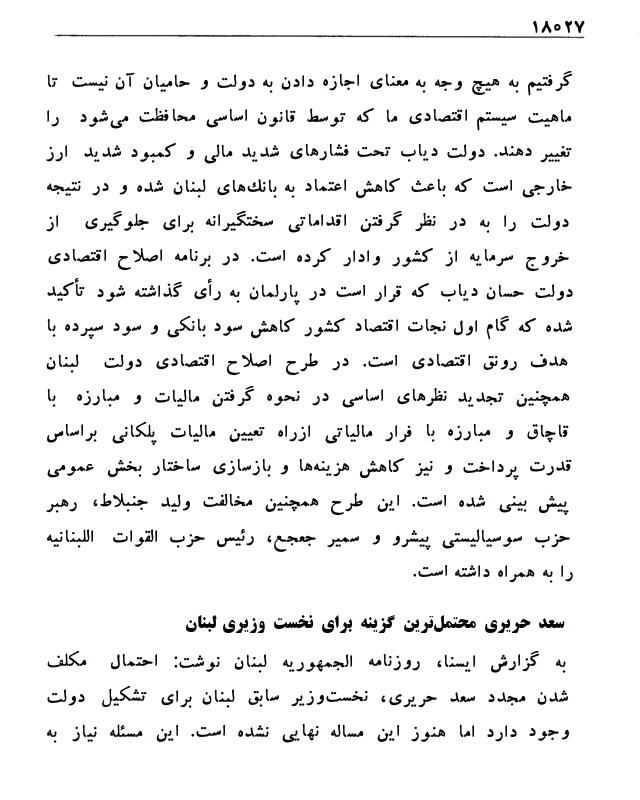 ۱۸۰۲۷
گرفتیم به هیچ وجه به معنای اجازه دادن به دولت و حامیان آن نیست تا
ماهیت سیستم اقتصادی ما که توسط قانون اساسی محافظت می‌شود را
تغییر دهند. دولت دیاب تحت فشارهای شدید مالی و کمبود شدید ارز
خارجی است که باعث کاهش اعتماد به بانك‌های لبنان شده و در نتیجه
دولت را به در نظر گرفتن اقداماتی سختگیرانه برای جلوگیری از
خروج سرمایه از کشور وادار کرده است. در برنامه اصلاح اقتصادی
دولت حسان دیاب که قرار است در پارلمان به رأی گذاشته شود تأکید
شده که گام اول نجات اقتصاد کشور کاهش سود بانکی و سود سپرده با
هدف رونق اقتصادی است. در طرح اصلاح اقتصادی دولت لبنان
همچنین تجدید نظرهای اساسی در نحوه گرفتن مالیات و مبارزه با
قاچاق و مبارزه با فرار مالیاتی ازراه تعیین مالیات پلکانی براساس
قدرت پرداخت و نیز کاهش هزینه‌ها و بازسازی ساختار بخش عمومی
پیش بینی شده است. این طرح همچنین مخالفت ولید جنبلاط، رهبر
حزب سوسیالیستی پیشرو و سمیر جعجع، رئیس حزب القوات اللبنانیه
را به همراه داشته است.
سعد حریری محتمل‌ترین گزینه برای نخست وزیری لبنان
به گزارش ایسنا، روزنامه الجمهوریه لبنان نوشت: احتمال مکلف
شدن مجدد سعد حریری، نخست‌وزیر سابق لبنان برای تشکیل دولت
وجود دارد اما هنوز این مساله نهایی نشده است. این مسئله نیاز به